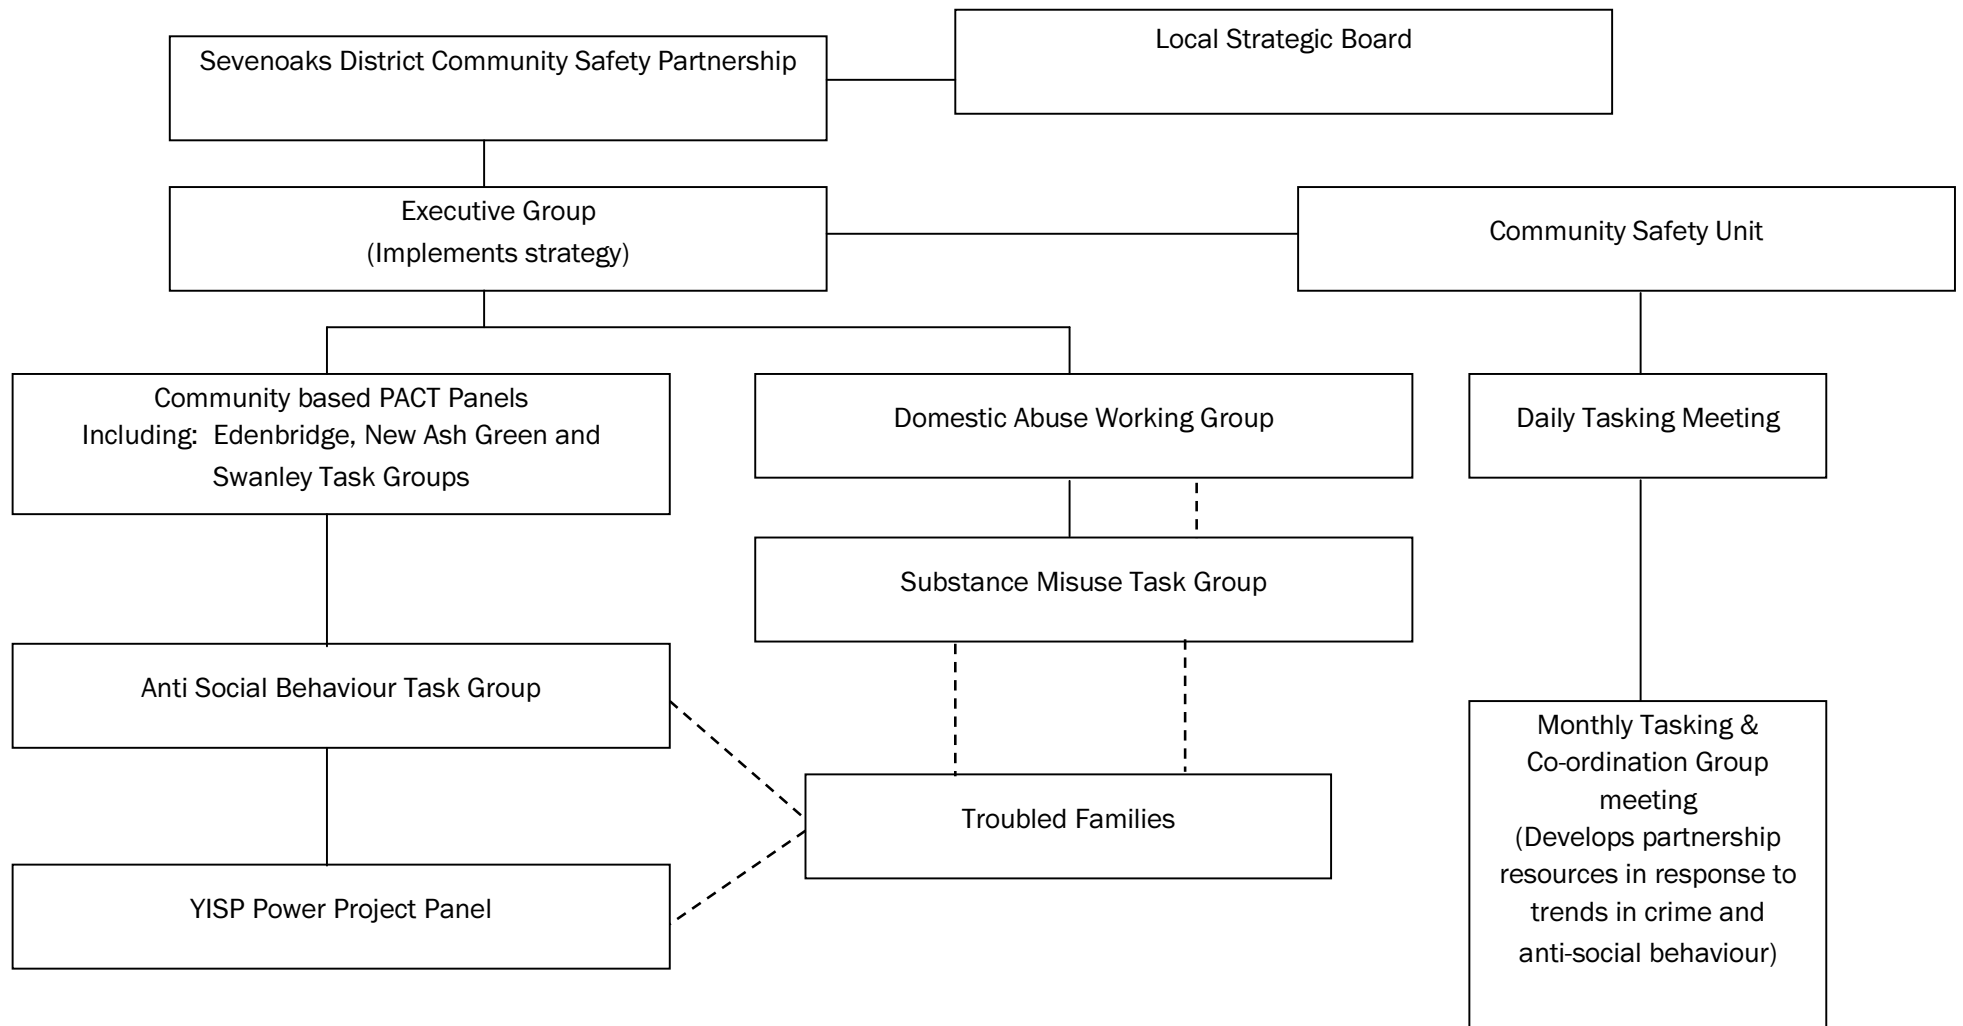 Local Strategic Board
Sevenoaks District Community Safety Partnership
Executive Group
(Implements strategy)
Community Safety Unit
Community based PACT Panels
Including:  Edenbridge, New Ash Green and
Swanley Task Groups
Domestic Abuse Working Group
Daily Tasking Meeting
Substance Misuse Task Group
Anti Social Behaviour Task Group
Troubled Families
YISP Power Project Panel
Monthly Tasking &
Co-ordination Group
meeting
(Develops partnership
resources in response to
trends in crime and
anti-social behaviour)